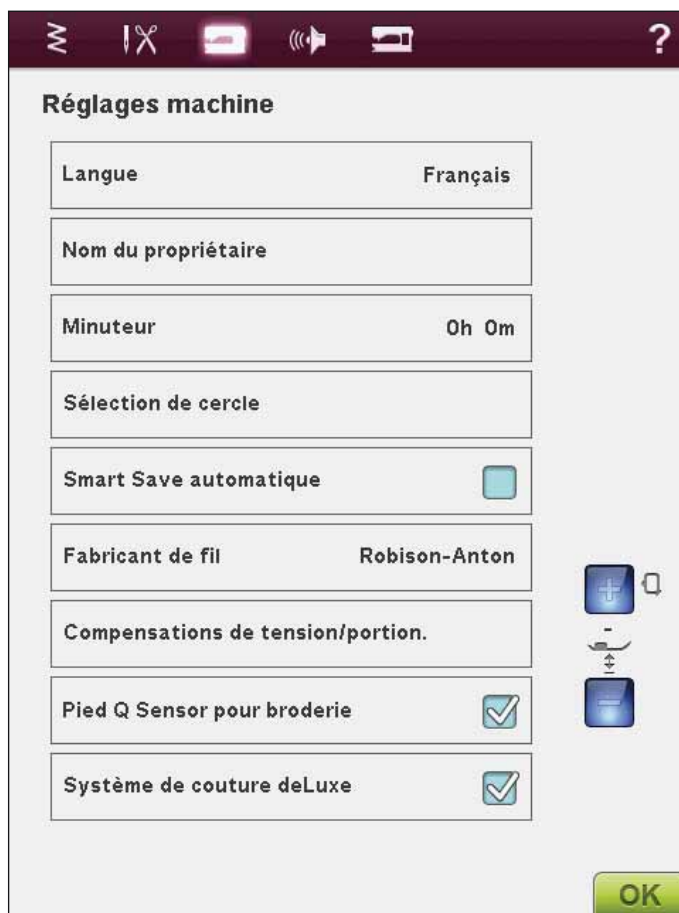 ?
Réglages machine
Langue Français
Nom du propriétaire
Minuteur 0h 0m
Sélection de cercle
Smart Save automatique
Fabricant de fil Robison-Anton
Compensations de tension/portion.
Pied Q Sensor pour broderie
Système de couture deLuxe
OK